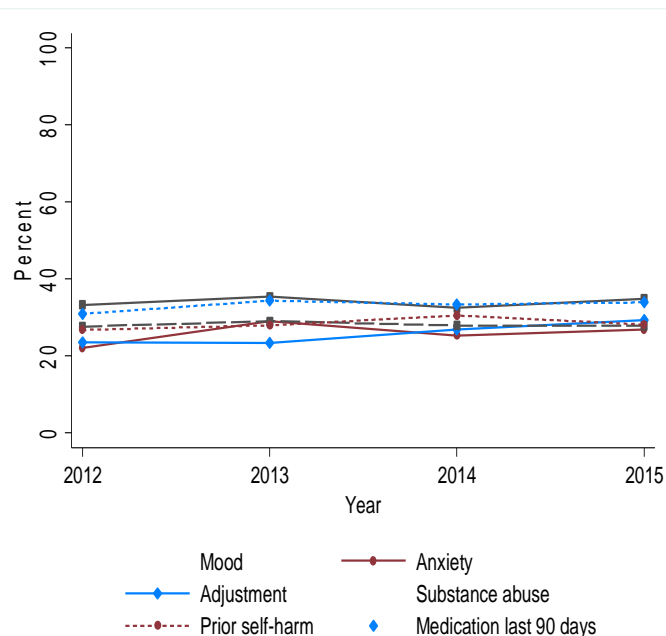 100
80
60
40
20
0
Percent
2012 2013 2014 2015
Year
Mood Anxiety
Adjustment Substance abuse
Prior self-harm Medication last 90 days